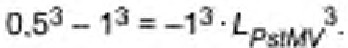 0.5³ – 1³ = –1³ · L_PstMV³.